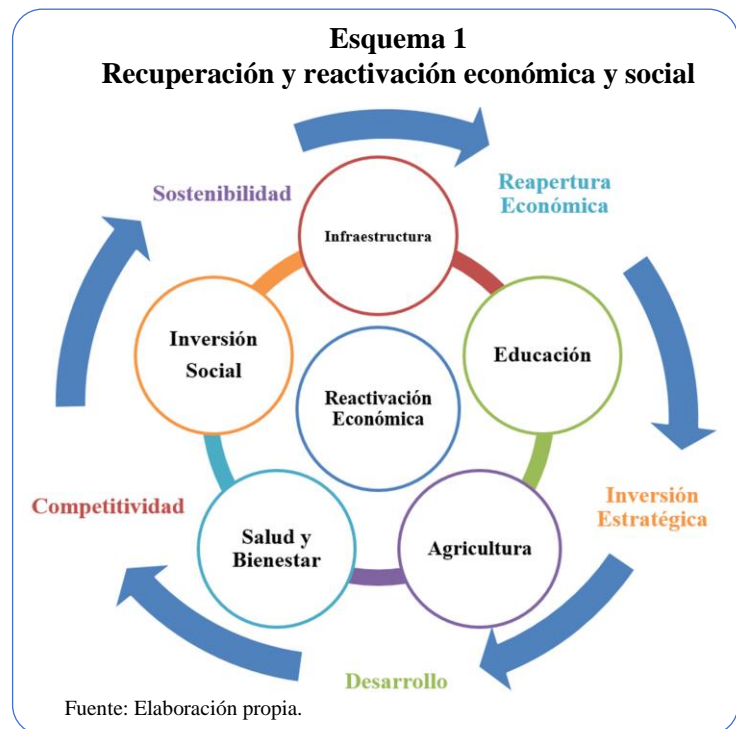 Esquema 1
Recuperación y reactivación económica y social
Sostenibilidad
Reapertura
Económica
Infraestructura
Inversión
Social
Educación
Reactivación
Económica
Competitividad
Inversión
Estratégica
Salud y
Bienestar
Agricultura
Desarrollo
Fuente: Elaboración propia.